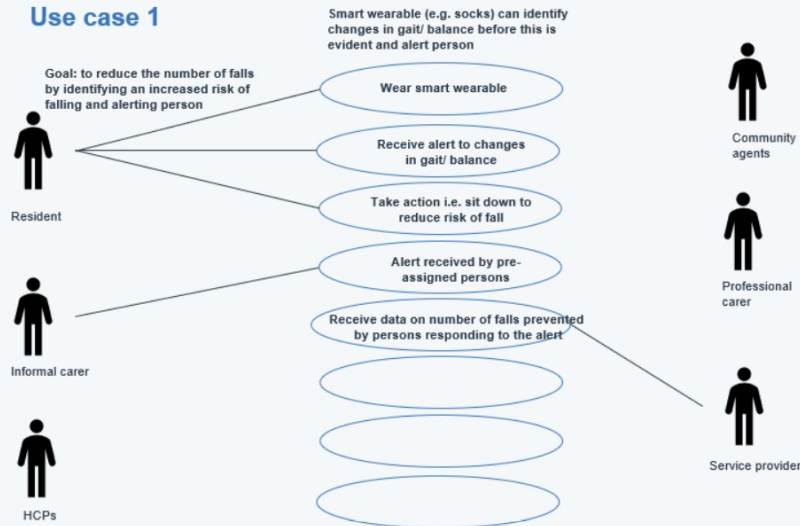 Use case 1
Smart wearable (e.g. socks) can identify
changes in gait/ balance before this is
evident and alert person
Goal: to reduce the number of falls
by identifying an increased risk of
falling and alerting person
Wear smart wearable
Receive alert to changes
in gait/ balance
Take action i.e. sit down to
reduce risk of fall
Alert received by pre-
assigned persons
Receive data on number of falls prevented
by persons responding to the alert
Resident
Informal carer
HCPs
Community
agents
Professional
carer
Service provider